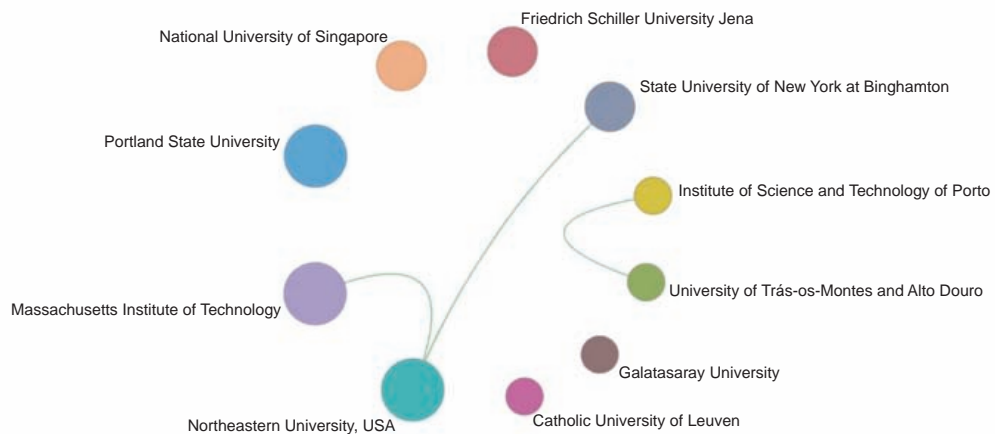 Friedrich Schiller University Jena
National University of Singapore
State University of New York at Binghamton
Portland State University
Institute of Science and Technology of Porto
University of Trás-os-Montes and Alto Douro
Massachusetts Institute of Technology
Galatasaray University
Catholic University of Leuven
Northeastern University, USA